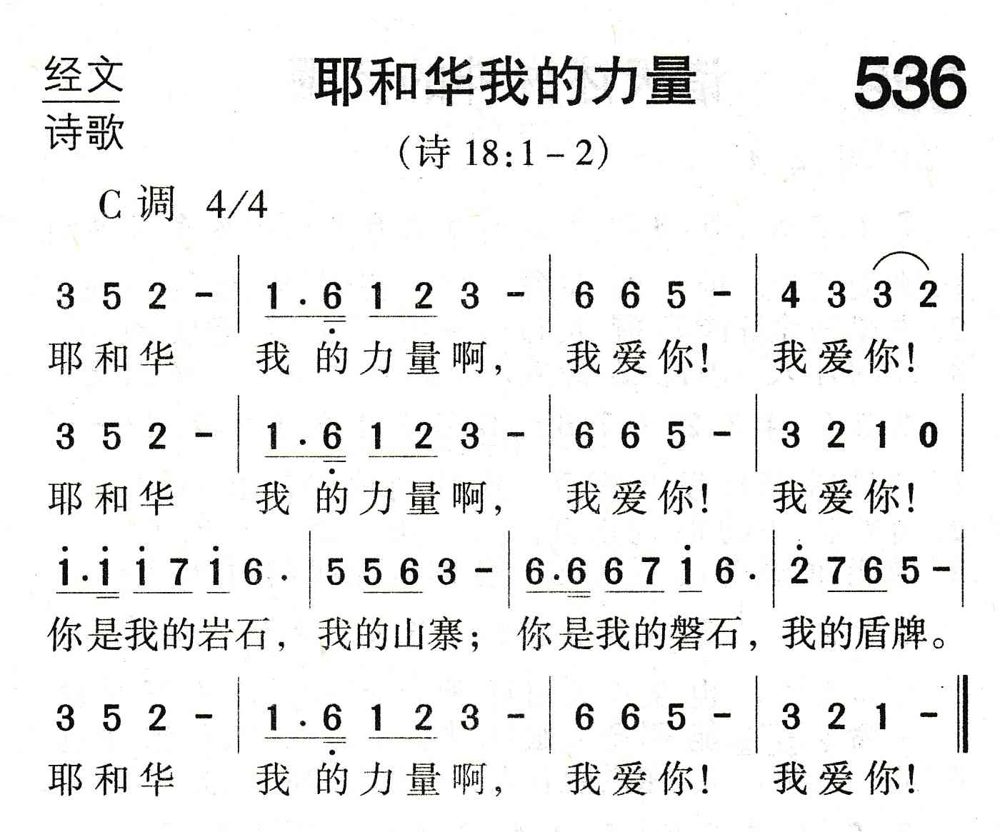 经文 耶和华我的力量 536
诗歌
（诗 18:1－2）
C 调 4/4
3 5 2 - | 1 . 6̣ 1 2 3 - | 6 6 5 - | 4 3 3 2 |
耶和华 我 的力量啊, 我爱你! 我爱你!
3 5 2 - | 1 . 6̣ 1 2 3 - | 6 6 5 - | 3 2 1 0 |
耶和华 我 的力量啊, 我爱你! 我爱你!
1̇ . 1̇ 1̇ 7 1̇ 6 . | 5 5 6 3 - | 6 . 6 6 7 1̇ 6 . | 2̇ 7 6 5 - |
你是我的岩石, 我的山寨; 你是我的磐石, 我的盾牌。
3 5 2 - | 1 . 6̣ 1 2 3 - | 6 6 5 - | 3 2 1 - ‖
耶和华 我 的力量啊, 我爱你! 我爱你!